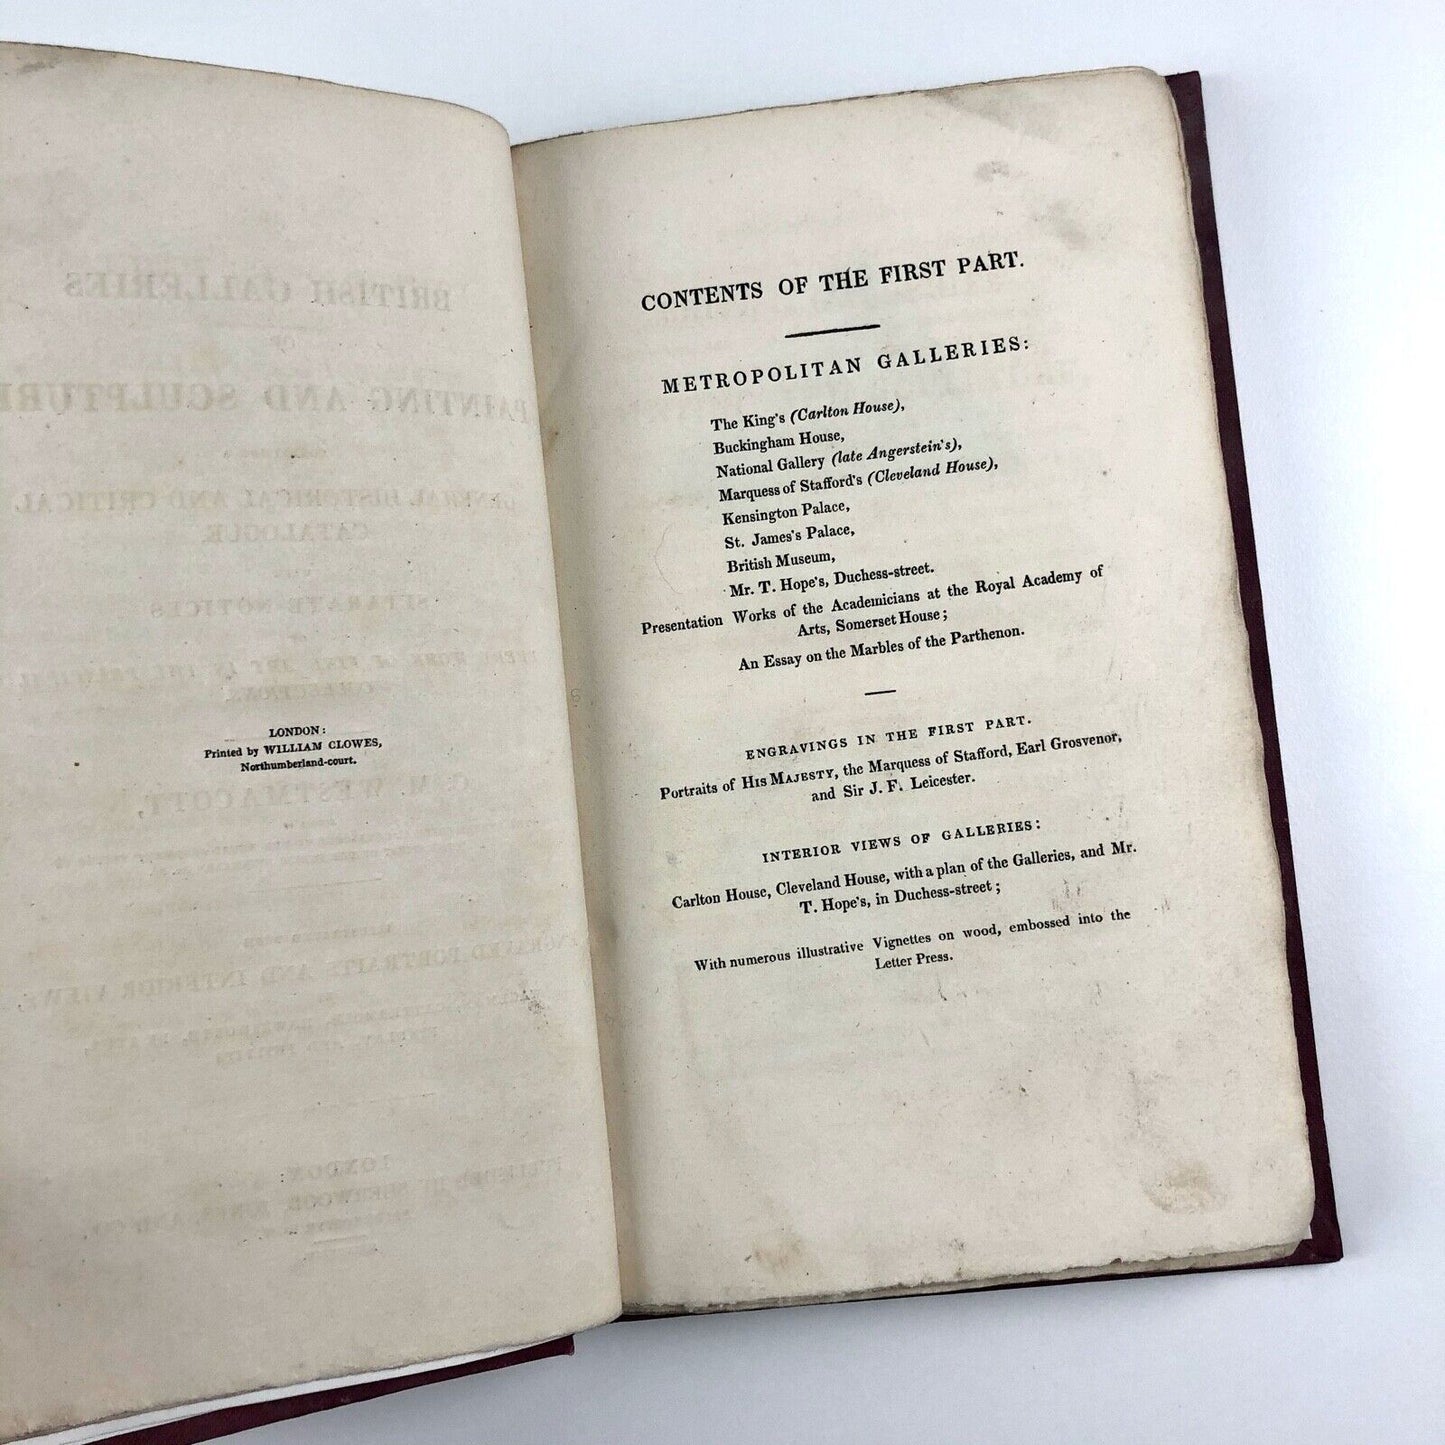 LONDON:
Printed by WILLIAM CLOWES,
Northumberland-court.
CONTENTS OF THE FIRST PART.
METROPOLITAN GALLERIES:
The King's (Carlton House),
Buckingham House,
National Gallery (late Angerstein's),
Marquess of Stafford's (Cleveland House),
Kensington Palace,
St. James's Palace,
British Museum,
Mr. T. Hope's, Duchess-street.
Presentation Works of the Academicians at the Royal Academy of
Arts, Somerset House;
An Essay on the Marbles of the Parthenon.
ENGRAVINGS IN THE FIRST PART.
Portraits of HIS MAJESTY, the Marquess of Stafford, Earl Grosvenor,
and Sir J. F. Leicester.
INTERIOR VIEWS OF GALLERIES:
Carlton House, Cleveland House, with a plan of the Galleries, and Mr.
T. Hope's, in Duchess-street;
With numerous illustrative Vignettes on wood, embossed into the
Letter Press.